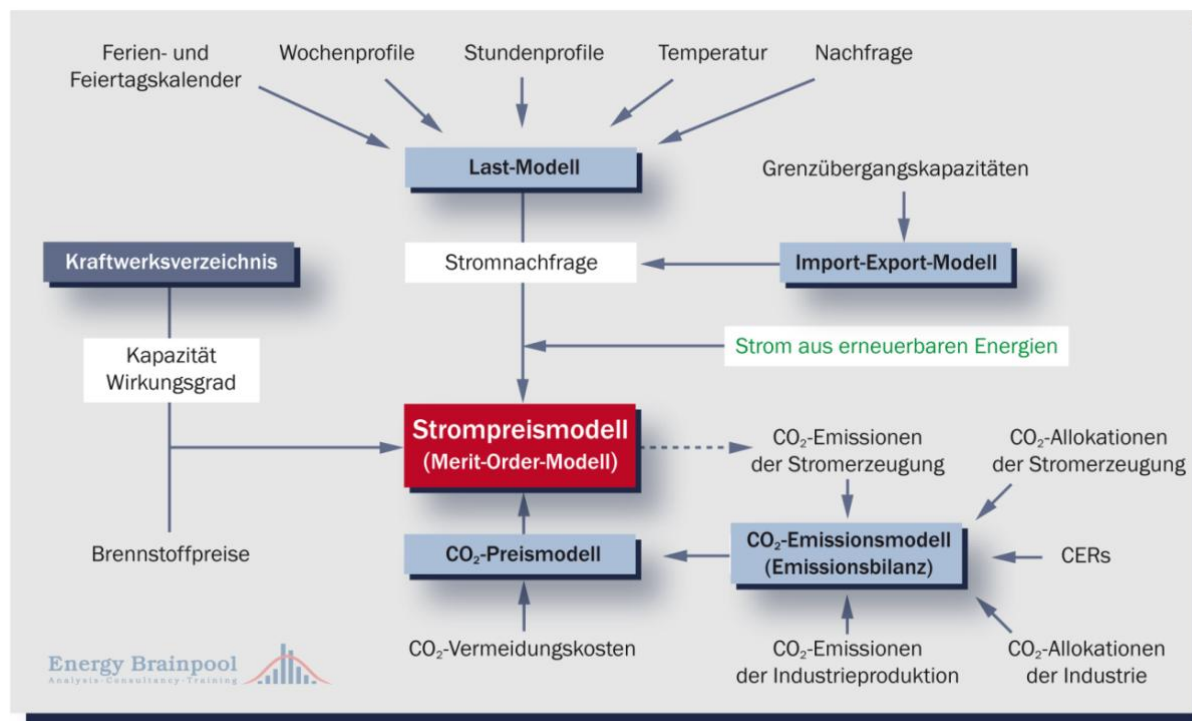 Ferien- und
Feiertagskalender
Wochenprofile
Stundenprofile
Temperatur
Nachfrage
Last-Modell
Grenzübergangskapazitäten
Kraftwerksverzeichnis
Stromnachfrage
Import-Export-Modell
Kapazität
Wirkungsgrad
Strom aus erneuerbaren Energien
Strompreismodell
(Merit-Order-Modell)
CO₂-Emissionen
der Stromerzeugung
CO₂-Allokationen
der Stromerzeugung
Brennstoffpreise
CO₂-Preismodell
CO₂-Emissionsmodell
(Emissionsbilanz)
CERs
CO₂-Vermeidungskosten
CO₂-Emissionen
der Industrieproduktion
CO₂-Allokationen
der Industrie
Energy Brainpool
Analysis-Consultancy-Training